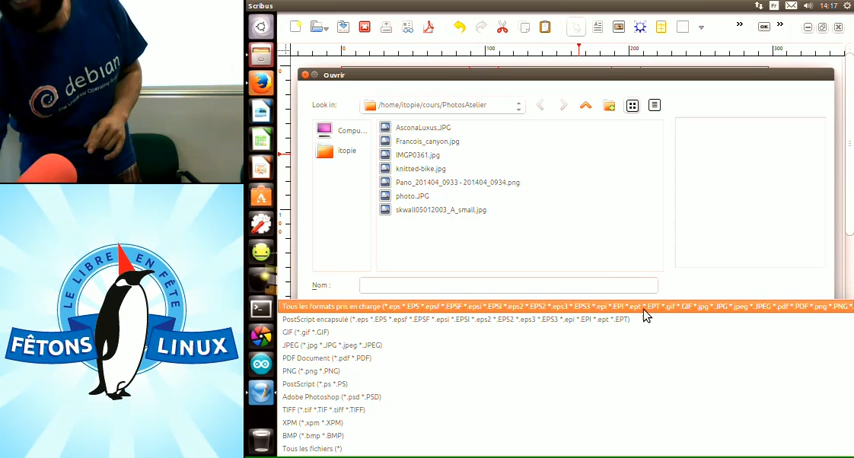 Scribus
Fr
14:17
debian
100
200
300
Ouvrir
Look in:
/home/itopie/cours/PhotosAtelier
Compu...
itopie
AsconaLuxus.JPG
Francois_canyon.jpg
IMGP0361.jpg
knitted-bike.jpg
Pano_201404_0933 - 201404_0934.png
photo.JPG
skwall05012003_A_small.jpg
Nom :
Tous les formats pris en charge (*.eps *.EPS *.epsf *.EPSF *.epsi *.EPSI *.eps2 *.EPS2 *.eps3 *.EPS3 *.epi *.EPI *.ept *.EPT *.gif *.GIF *.jpg *.JPG *.jpeg *.JPEG *.pdf *.PDF *.png *.PNG *.
PostScript encapsulé (*.eps *.EPS *.epsf *.EPSF *.epsi *.EPSI *.eps2 *.EPS2 *.eps3 *.EPS3 *.epi *.EPI *.ept *.EPT)
GIF (*.gif *.GIF)
JPEG (*.jpg *.JPG *.jpeg *.JPEG)
PDF Document (*.pdf *.PDF)
PNG (*.png *.PNG)
PostScript (*.ps *.PS)
Adobe Photoshop (*.psd *.PSD)
TIFF (*.tif *.TIF *.tiff *.TIFF)
XPM (*.xpm *.XPM)
BMP (*.bmp *.BMP)
Tous les fichiers (*)
LE LIBRE EN FÊTE
FÊTONS LINUX